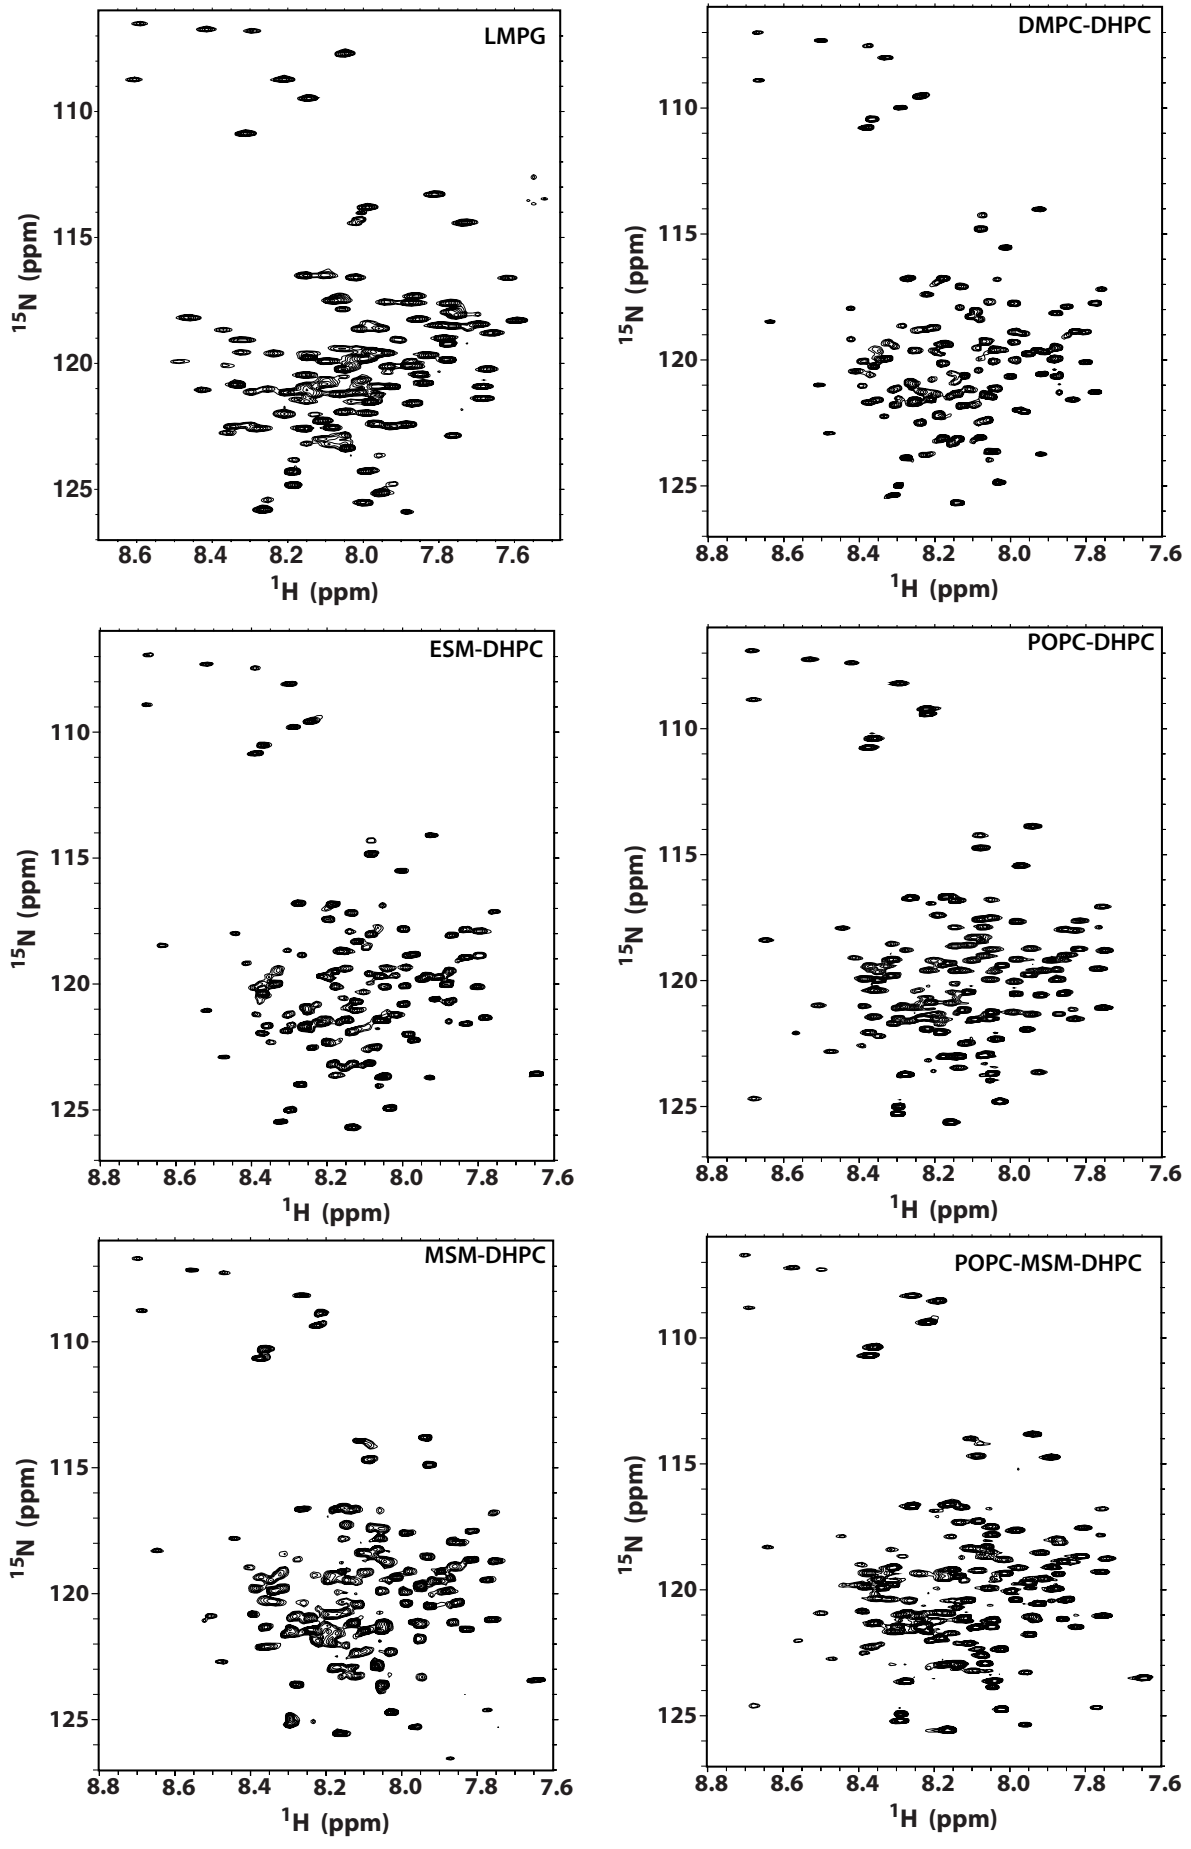 LMPG
110
115
120
125
15N (ppm)
8.6 8.4 8.2 8.0 7.8 7.6
1H (ppm)
DMPC-DHPC
110
115
120
125
15N (ppm)
8.8 8.6 8.4 8.2 8.0 7.8 7.6
1H (ppm)
ESM-DHPC
110
115
120
125
15N (ppm)
8.8 8.6 8.4 8.2 8.0 7.8 7.6
1H (ppm)
POPC-DHPC
110
115
120
125
15N (ppm)
8.8 8.6 8.4 8.2 8.0 7.8 7.6
1H (ppm)
MSM-DHPC
110
115
120
125
15N (ppm)
8.8 8.6 8.4 8.2 8.0 7.8 7.6
1H (ppm)
POPC-MSM-DHPC
110
115
120
125
15N (ppm)
8.8 8.6 8.4 8.2 8.0 7.8 7.6
1H (ppm)